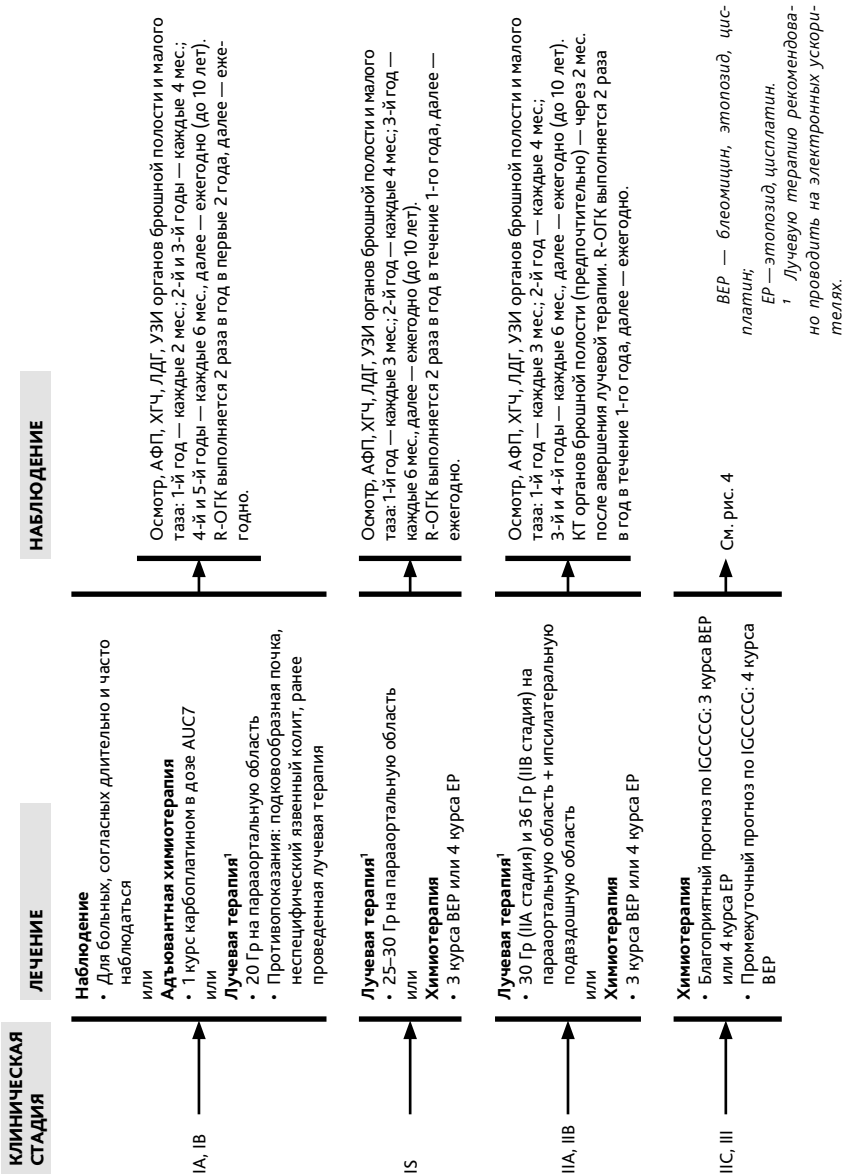 КЛИНИЧЕСКАЯ
СТАДИЯ
ЛЕЧЕНИЕ
НАБЛЮДЕНИЕ
IA, IB
Наблюдение
• Для больных, согласных длительно и часто
наблюдаться
или
Адъювантная химиотерапия
• 1 курс карбоплатином в дозе AUC7
или
Лучевая терапия¹
• 20 Гр на парааортальную область
• Противопоказания: подковообразная почка,
неспецифический язвенный колит, ранее
проведенная лучевая терапия
Осмотр, АФП, ХГЧ, ЛДГ, УЗИ органов брюшной полости и малого
таза: 1-й год — каждые 2 мес.; 2-й и 3-й годы — каждые 4 мес.;
4-й и 5-й годы — каждые 6 мес., далее — ежегодно (до 10 лет).
R-ОГК выполняется 2 раза в год в первые 2 года, далее — еже-
годно.
IS
Лучевая терапия¹
• 25–30 Гр на парааортальную область
или
Химиотерапия
• 3 курса BEP или 4 курса EP
Осмотр, АФП, ХГЧ, ЛДГ, УЗИ органов брюшной полости и малого
таза: 1-й год — каждые 3 мес.; 2-й год — каждые 4 мес; 3-й год —
каждые 6 мес., далее — ежегодно (до 10 лет).
R-ОГК выполняется 2 раза в год в течение 1-го года, далее —
ежегодно.
IIA, IIB
Лучевая терапия¹
• 30 Гр (IIA стадия) и 36 Гр (IIB стадия) на
парааортальную область + ипсилатеральную
подвздошную область
или
Химиотерапия
• 3 курса BEP или 4 курса EP
Осмотр, АФП, ХГЧ, ЛДГ, УЗИ органов брюшной полости и малого
таза: 1-й год — каждые 3 мес.; 2-й год — каждые 4 мес.;
3-й и 4-й годы — каждые 6 мес., далее — ежегодно (до 10 лет).
КТ органов брюшной полости (предпочтительно) — через 2 мес.
после авершения лучевой терапии. R-ОГК выполняется 2 раза
в год в течение 1-го года, далее — ежегодно.
IIC, III
Химиотерапия
• Благоприятный прогноз по IGCCCG: 3 курса BEP
или 4 курса EP
• Промежуточный прогноз по IGCCCG: 4 курса
BEP
См. рис. 4
BEP — блеомицин, этопозид, цис-
платин;
EP — этопозид, цисплатин.
¹ Лучевую терапию рекомендова-
но проводить на электронных ускори-
телях.